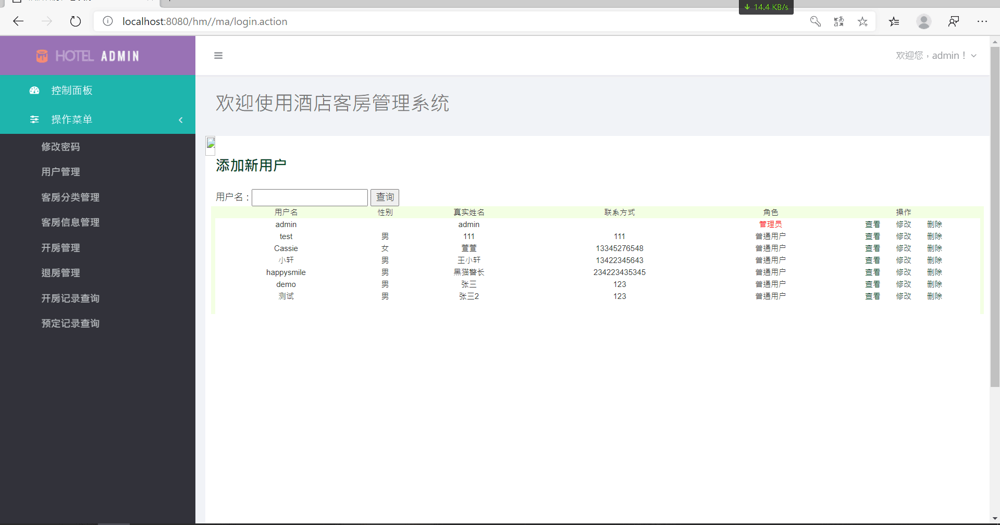 14.4 KB/s
localhost:8080/hm//ma/login.action
HOTEL ADMIN
欢迎您，admin！
控制面板
操作菜单
修改密码
用户管理
客房分类管理
客房信息管理
开房管理
退房管理
开房记录查询
预定记录查询
欢迎使用酒店客房管理系统
添加新用户
用户名： 查询
用户名 性别 真实姓名 联系方式 角色 操作
admin admin 管理员 查看 修改 删除
test 男 111 111 普通用户 查看 修改 删除
Cassie 女 萱萱 13345276548 普通用户 查看 修改 删除
小轩 男 王小轩 13422345643 普通用户 查看 修改 删除
happysmile 男 黑猫警长 234223435345 普通用户 查看 修改 删除
demo 男 张三 123 普通用户 查看 修改 删除
测试 男 张三2 123 普通用户 查看 修改 删除